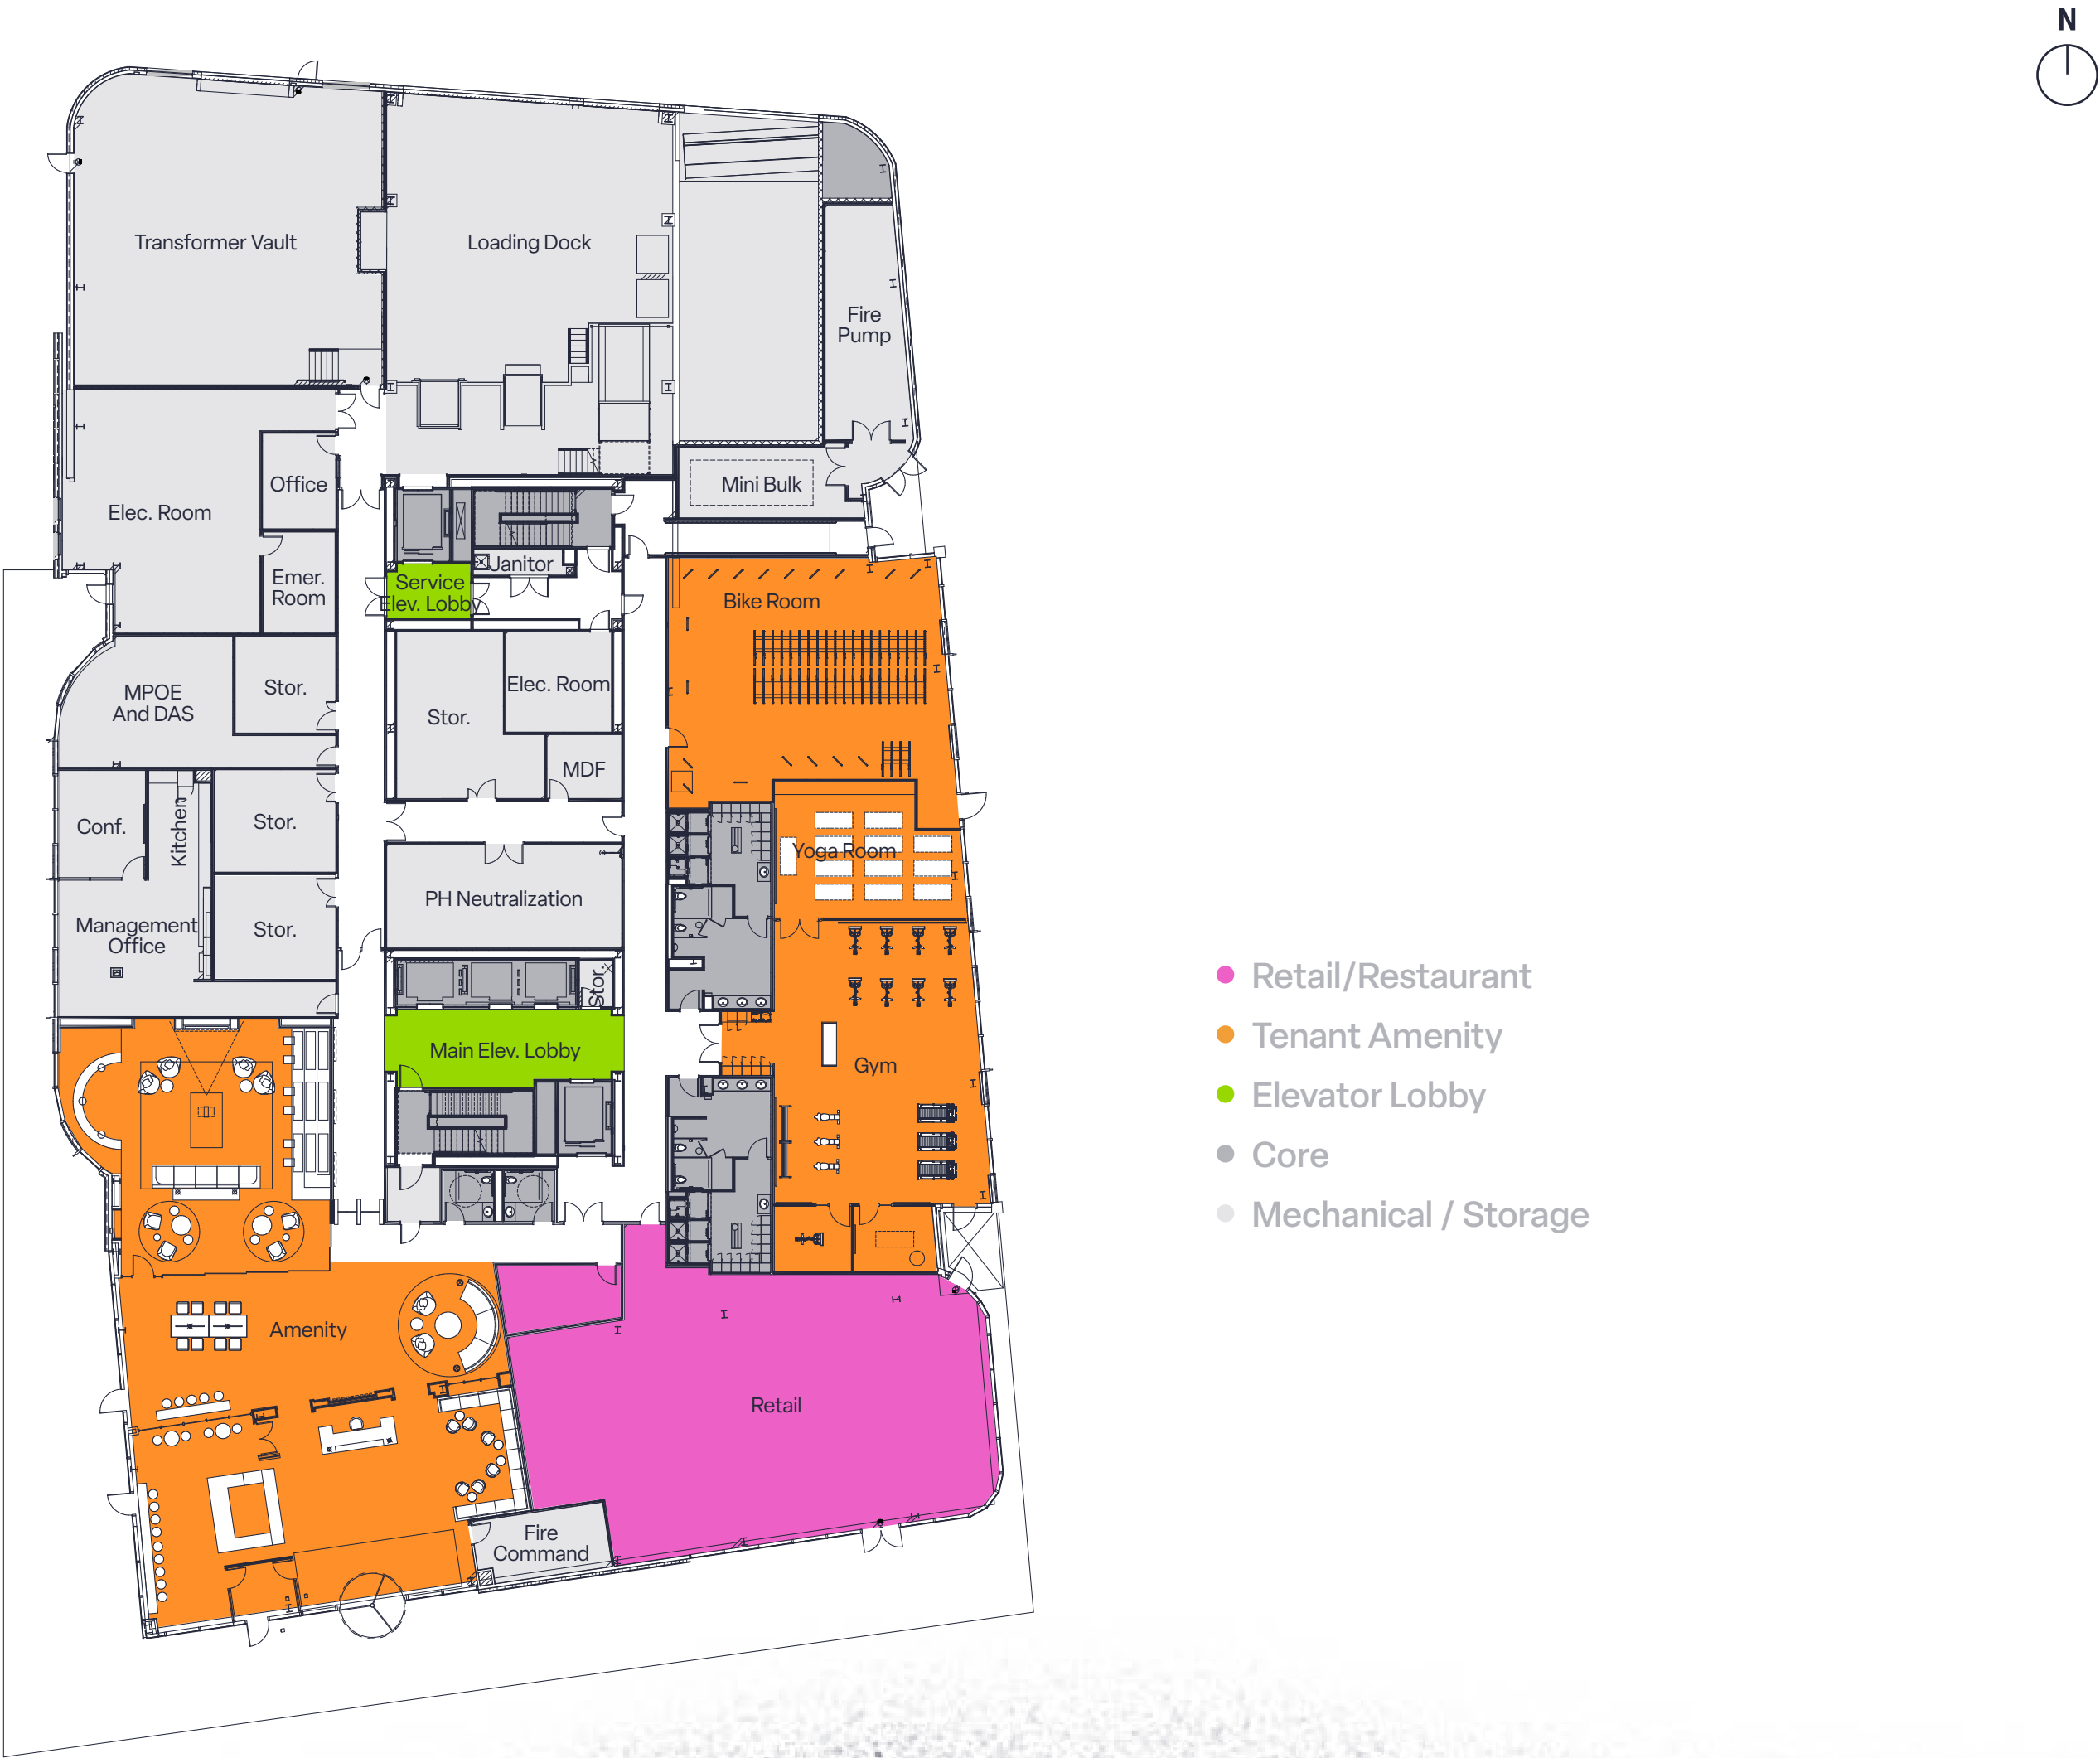 N
Transformer Vault
Loading Dock
Fire
Pump
Office
Mini Bulk
Elec. Room
Janitor
Emer.
Room
Service
Elev. Lobby
Bike Room
MPOE
And DAS
Stor.
Elec. Room
Stor.
MDF
Conf.
Kitchen
Stor.
Yoga Room
PH Neutralization
Management
Office
Stor.
Stor.
Main Elev. Lobby
Gym
Retail/Restaurant
Tenant Amenity
Elevator Lobby
Core
Mechanical / Storage
Amenity
Retail
Fire
Command